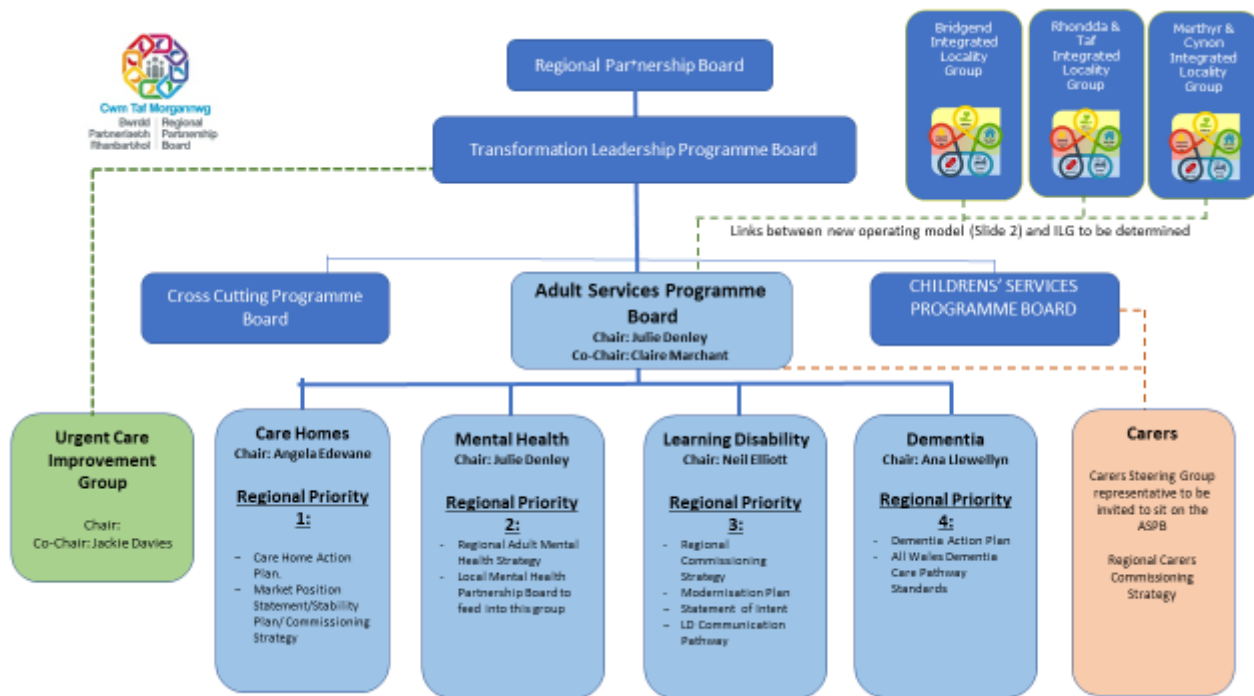 Cwm Taf Morgannwg
Bwrdd
Partneriaeth
Rhanbarthol
Regional
Partnership
Board
Regional Par*nership Board
Transformation Leadership Programme Board
Bridgend
Integrated
Locality
Group
Rhondda &
Taf
Integrated
Locality
Group
Merthyr &
Cynon
Integrated
Locality
Group
Links between new operating model (Slide 2) and ILG to be determined
Cross Cutting Programme
Board
Adult Services Programme
Board
Chair: Julie Denley
Co-Chair: Claire Marchant
CHILDRENS' SERVICES
PROGRAMME BOARD
Urgent Care
Improvement
Group
Chair:
Co-Chair: Jackie Davies
Care Homes
Chair: Angela Edevane
Regional Priority
1:
– Care Home Action
Plan.
– Market Position
Statement/Stability
Plan/ Commissioning
Strategy
Mental Health
Chair: Julie Denley
Regional Priority
2:
- Regional Adult Mental
Health Strategy
- Local Mental Health
Partnership Board to
feed into this group
Learning Disability
Chair: Neil Elliott
Regional Priority
3:
- Regional
Commissioning
Strategy
- Modernisation Plan
– Statement of Intent
– LD Communication
Pathway
Dementia
Chair: Ana Llewellyn
Regional Priority
4:
- Dementia Action Plan
- All Wales Dementia
Care Pathway
Standards
Carers
Carers Steering Group
representative to be
invited to sit on the
ASPB
Regional Carers
Commissioning
Strategy